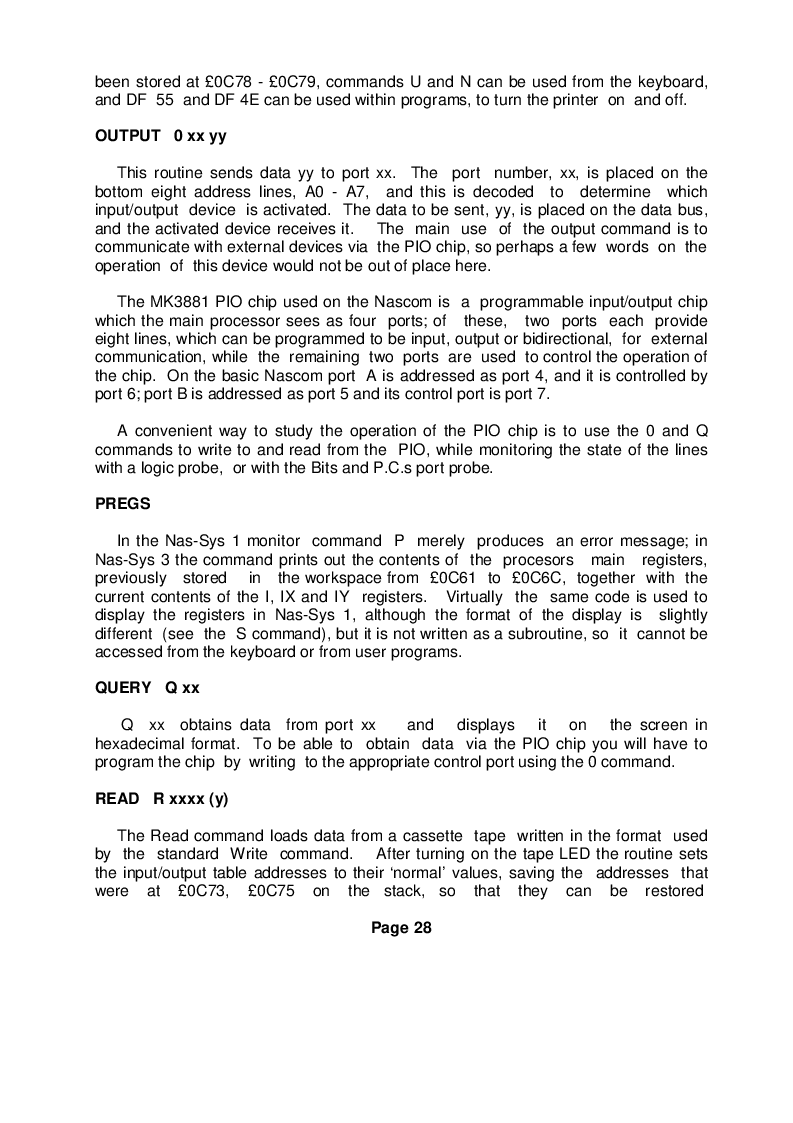 been stored at £0C78 - £0C79, commands U and N can be used from the keyboard,
and DF 55 and DF 4E can be used within programs, to turn the printer on and off.
OUTPUT 0 xx yy
This routine sends data yy to port xx. The port number, xx, is placed on the
bottom eight address lines, A0 - A7, and this is decoded to determine which
input/output device is activated. The data to be sent, yy, is placed on the data bus,
and the activated device receives it. The main use of the output command is to
communicate with external devices via the PIO chip, so perhaps a few words on the
operation of this device would not be out of place here.
The MK3881 PIO chip used on the Nascom is a programmable input/output chip
which the main processor sees as four ports; of these, two ports each provide
eight lines, which can be programmed to be input, output or bidirectional, for external
communication, while the remaining two ports are used to control the operation of
the chip. On the basic Nascom port A is addressed as port 4, and it is controlled by
port 6; port B is addressed as port 5 and its control port is port 7.
A convenient way to study the operation of the PIO chip is to use the 0 and Q
commands to write to and read from the PIO, while monitoring the state of the lines
with a logic probe, or with the Bits and P.C.s port probe.
PREGS
In the Nas-Sys 1 monitor command P merely produces an error message; in
Nas-Sys 3 the command prints out the contents of the procesors main registers,
previously stored in the workspace from £0C61 to £0C6C, together with the
current contents of the I, IX and IY registers. Virtually the same code is used to
display the registers in Nas-Sys 1, although the format of the display is slightly
different (see the S command), but it is not written as a subroutine, so it cannot be
accessed from the keyboard or from user programs.
QUERY Q xx
Q xx obtains data from port xx and displays it on the screen in
hexadecimal format. To be able to obtain data via the PIO chip you will have to
program the chip by writing to the appropriate control port using the 0 command.
READ R xxxx (y)
The Read command loads data from a cassette tape written in the format used
by the standard Write command. After turning on the tape LED the routine sets
the input/output table addresses to their ‘normal’ values, saving the addresses that
were at £0C73, £0C75 on the stack, so that they can be restored
Page 28